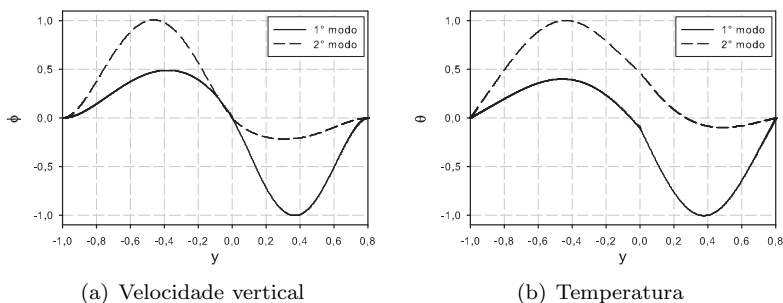 1,0
0,5
0,0
-0,5
-1,0
ϕ
1° modo
2° modo
-1,0 -0,8 -0,6 -0,4 -0,2 0,0 0,2 0,4 0,6 0,8
y
(a) Velocidade vertical
1,0
0,5
0,0
-0,5
-1,0
θ
1° modo
2° modo
-1,0 -0,8 -0,6 -0,4 -0,2 0,0 0,2 0,4 0,6 0,8
y
(b) Temperatura